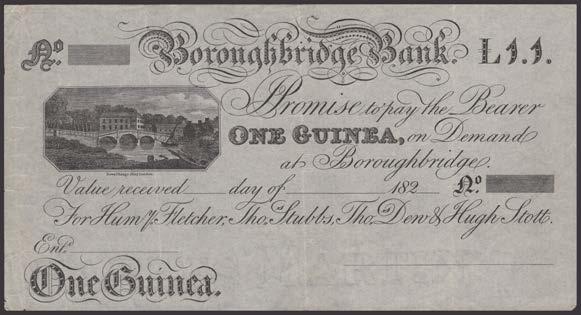 No. Boroughbridge Bank. L1.1.
I Promise to pay the Bearer
ONE GUINEA, on Demand
at Boroughbridge.
Value received day of 182 No.
For Humy. Fletcher, Thos. Stubbs, Thos. Dew & Hugh Stott.
Entd.
One Guinea.